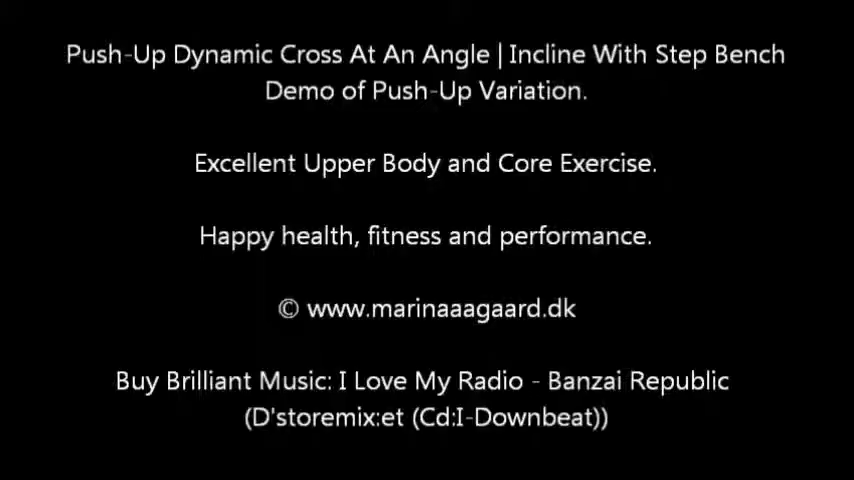 Push-Up Dynamic Cross At An Angle | Incline With Step Bench
Demo of Push-Up Variation.
Excellent Upper Body and Core Exercise.
Happy health, fitness and performance.
© www.marinaaagaard.dk
Buy Brilliant Music: I Love My Radio - Banzai Republic
(D'storemix:et (Cd:I-Downbeat))